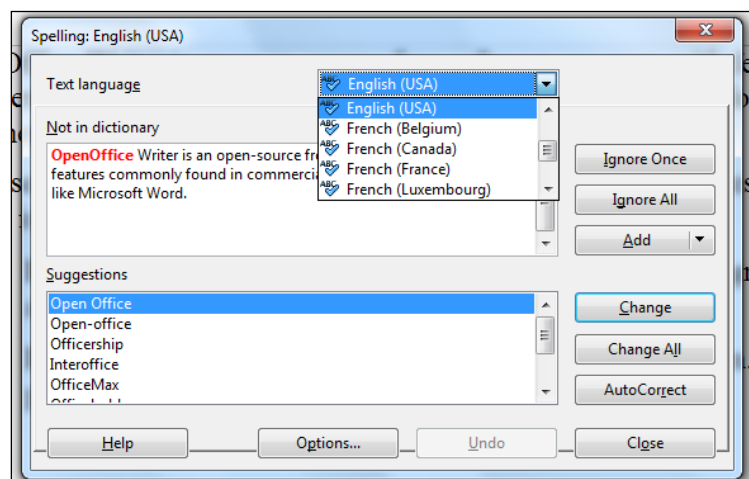 Spelling: English (USA)
Text language
English (USA)
English (USA)
French (Belgium)
French (Canada)
French (France)
French (Luxembourg)
Not in dictionary
OpenOffice Writer is an open-source
features commonly found in
like Microsoft Word.
Ignore Once
Ignore All
Add
Suggestions
Open Office
Open-office
Officership
Interoffice
OfficeMax
Change
Change All
AutoCorrect
Help
Options...
Undo
Close